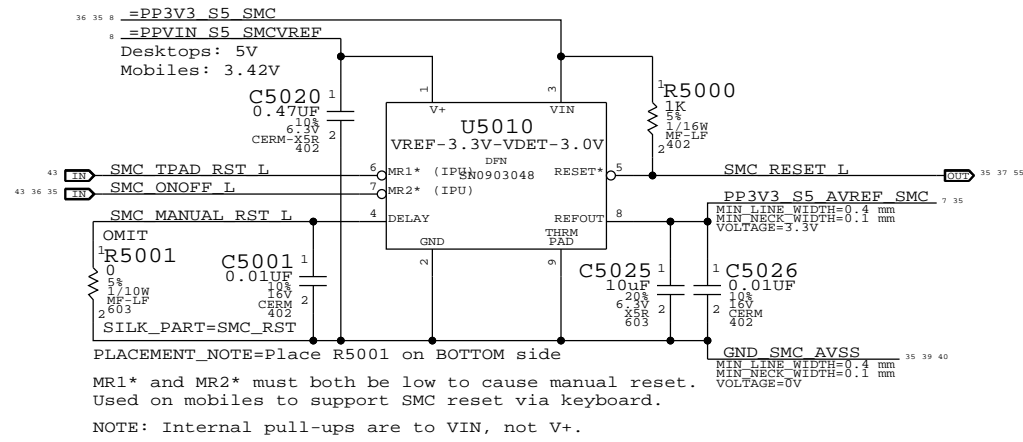 36 35 8 =PP3V3_S5_SMC
8 =PPVIN_S5_SMCVREF
Desktops: 5V
Mobiles: 3.42V
C5020
0.47UF
10%
6.3V
CERM-X5R
402
1
2
1
V+
3
VIN
U5010
VREF-3.3V-VDET-3.0V
DFN
SN0903048
R5000
1K
5%
1/16W
MF-LF
402
1
2
43 IN SMC_TPAD_RST_L
6 MR1* (IPU)
RESET* 5
SMC_RESET_L OUT 35 37 55
43 36 35 IN SMC_ONOFF_L
7 MR2* (IPU)
SMC_MANUAL_RST_L
4 DELAY
REFOUT 8
GND
2
THRM
PAD
9
PP3V3_S5_AVREF_SMC 7 35
MIN_LINE_WIDTH=0.4 mm
MIN_NECK_WIDTH=0.1 mm
VOLTAGE=3.3V
OMIT
R5001
0
5%
1/10W
MF-LF
603
1
2
SILK_PART=SMC_RST
C5001
0.01UF
10%
16V
CERM
402
1
2
C5025
10uF
20%
6.3V
X5R
603
1
2
C5026
0.01UF
10%
16V
CERM
402
1
2
GND_SMC_AVSS 35 39 40
MIN_LINE_WIDTH=0.4 mm
MIN_NECK_WIDTH=0.1 mm
VOLTAGE=0V
PLACEMENT_NOTE=Place R5001 on BOTTOM side
MR1* and MR2* must both be low to cause manual reset.
Used on mobiles to support SMC reset via keyboard.
NOTE: Internal pull-ups are to VIN, not V+.